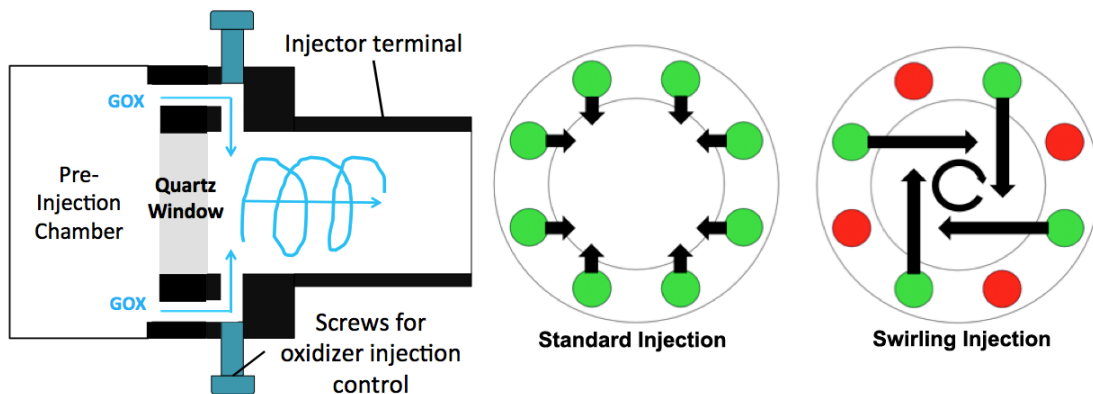 Injector terminal
GOX
Pre-
Injection
Chamber
Quartz
Window
GOX
Screws for
oxidizer injection
control
Standard Injection
Swirling Injection